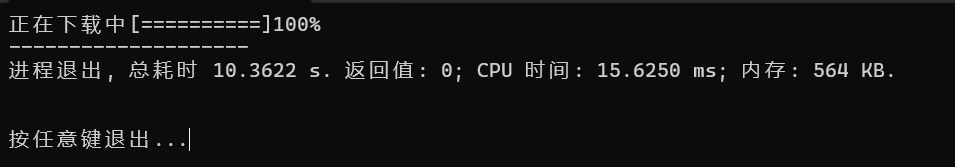 正在下载中[==========]100%
--------------------
进程退出, 总耗时 10.3622 s. 返回值: 0; CPU 时间: 15.6250 ms; 内存: 564 KB.
按任意键退出...